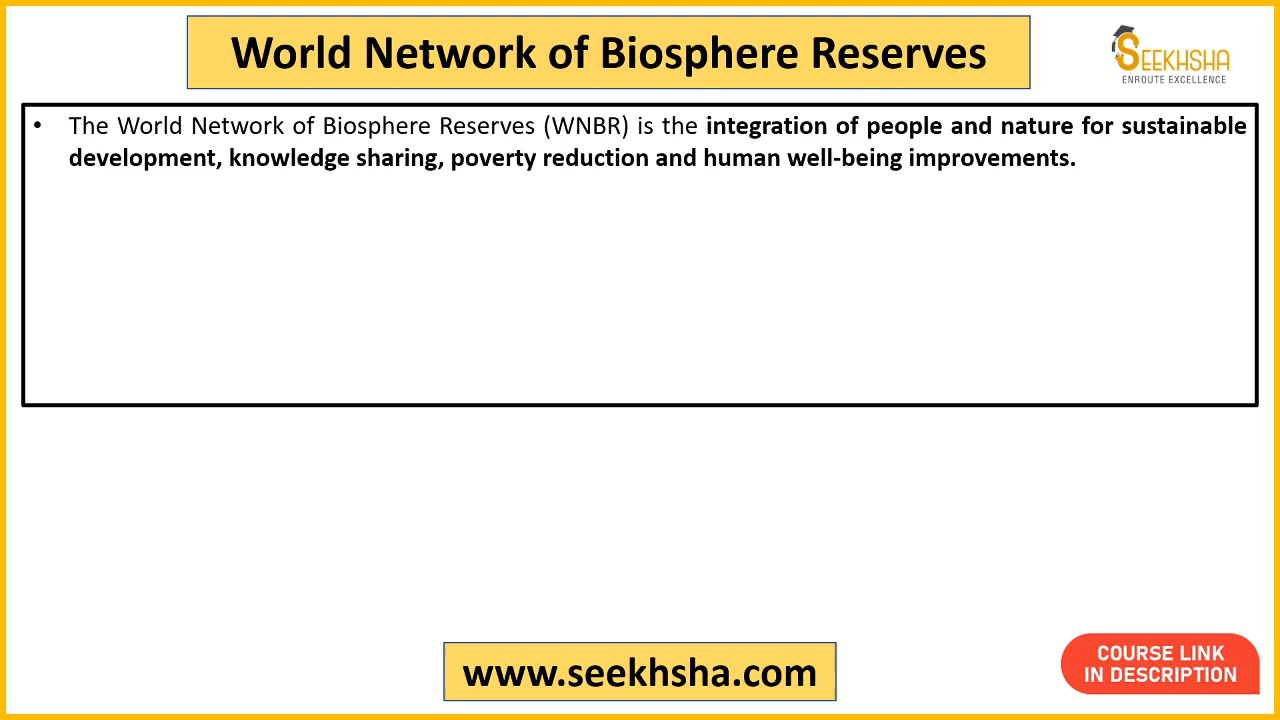 World Network of Biosphere Reserves
SEEKHSHA
ENROUTE EXCELLENCE
• The World Network of Biosphere Reserves (WNBR) is the integration of people and nature for sustainable
development, knowledge sharing, poverty reduction and human well-being improvements.
www.seekhsha.com
COURSE LINK
IN DESCRIPTION